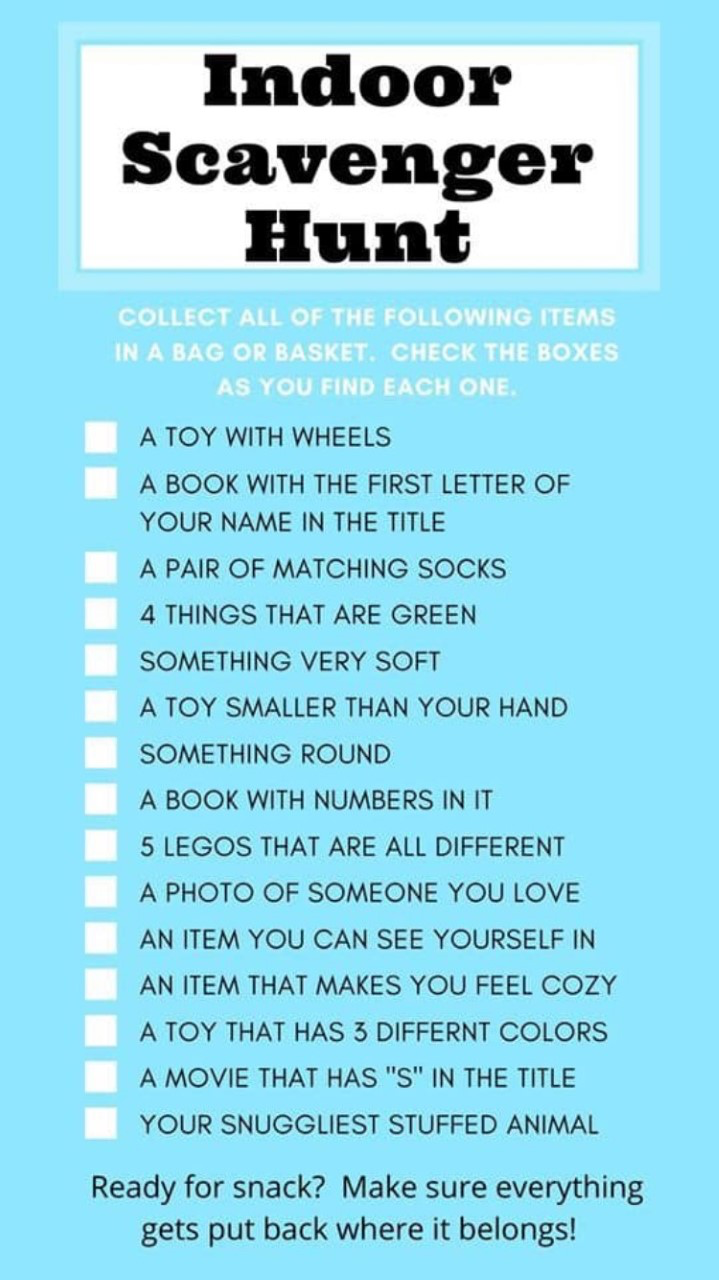 Indoor
Scavenger
Hunt
COLLECT ALL OF THE FOLLOWING ITEMS
IN A BAG OR BASKET. CHECK THE BOXES
AS YOU FIND EACH ONE.
A TOY WITH WHEELS
A BOOK WITH THE FIRST LETTER OF
YOUR NAME IN THE TITLE
A PAIR OF MATCHING SOCKS
4 THINGS THAT ARE GREEN
SOMETHING VERY SOFT
A TOY SMALLER THAN YOUR HAND
SOMETHING ROUND
A BOOK WITH NUMBERS IN IT
5 LEGOS THAT ARE ALL DIFFERENT
A PHOTO OF SOMEONE YOU LOVE
AN ITEM YOU CAN SEE YOURSELF IN
AN ITEM THAT MAKES YOU FEEL COZY
A TOY THAT HAS 3 DIFFERNT COLORS
A MOVIE THAT HAS "S" IN THE TITLE
YOUR SNUGGLIEST STUFFED ANIMAL
Ready for snack? Make sure everything
gets put back where it belongs!